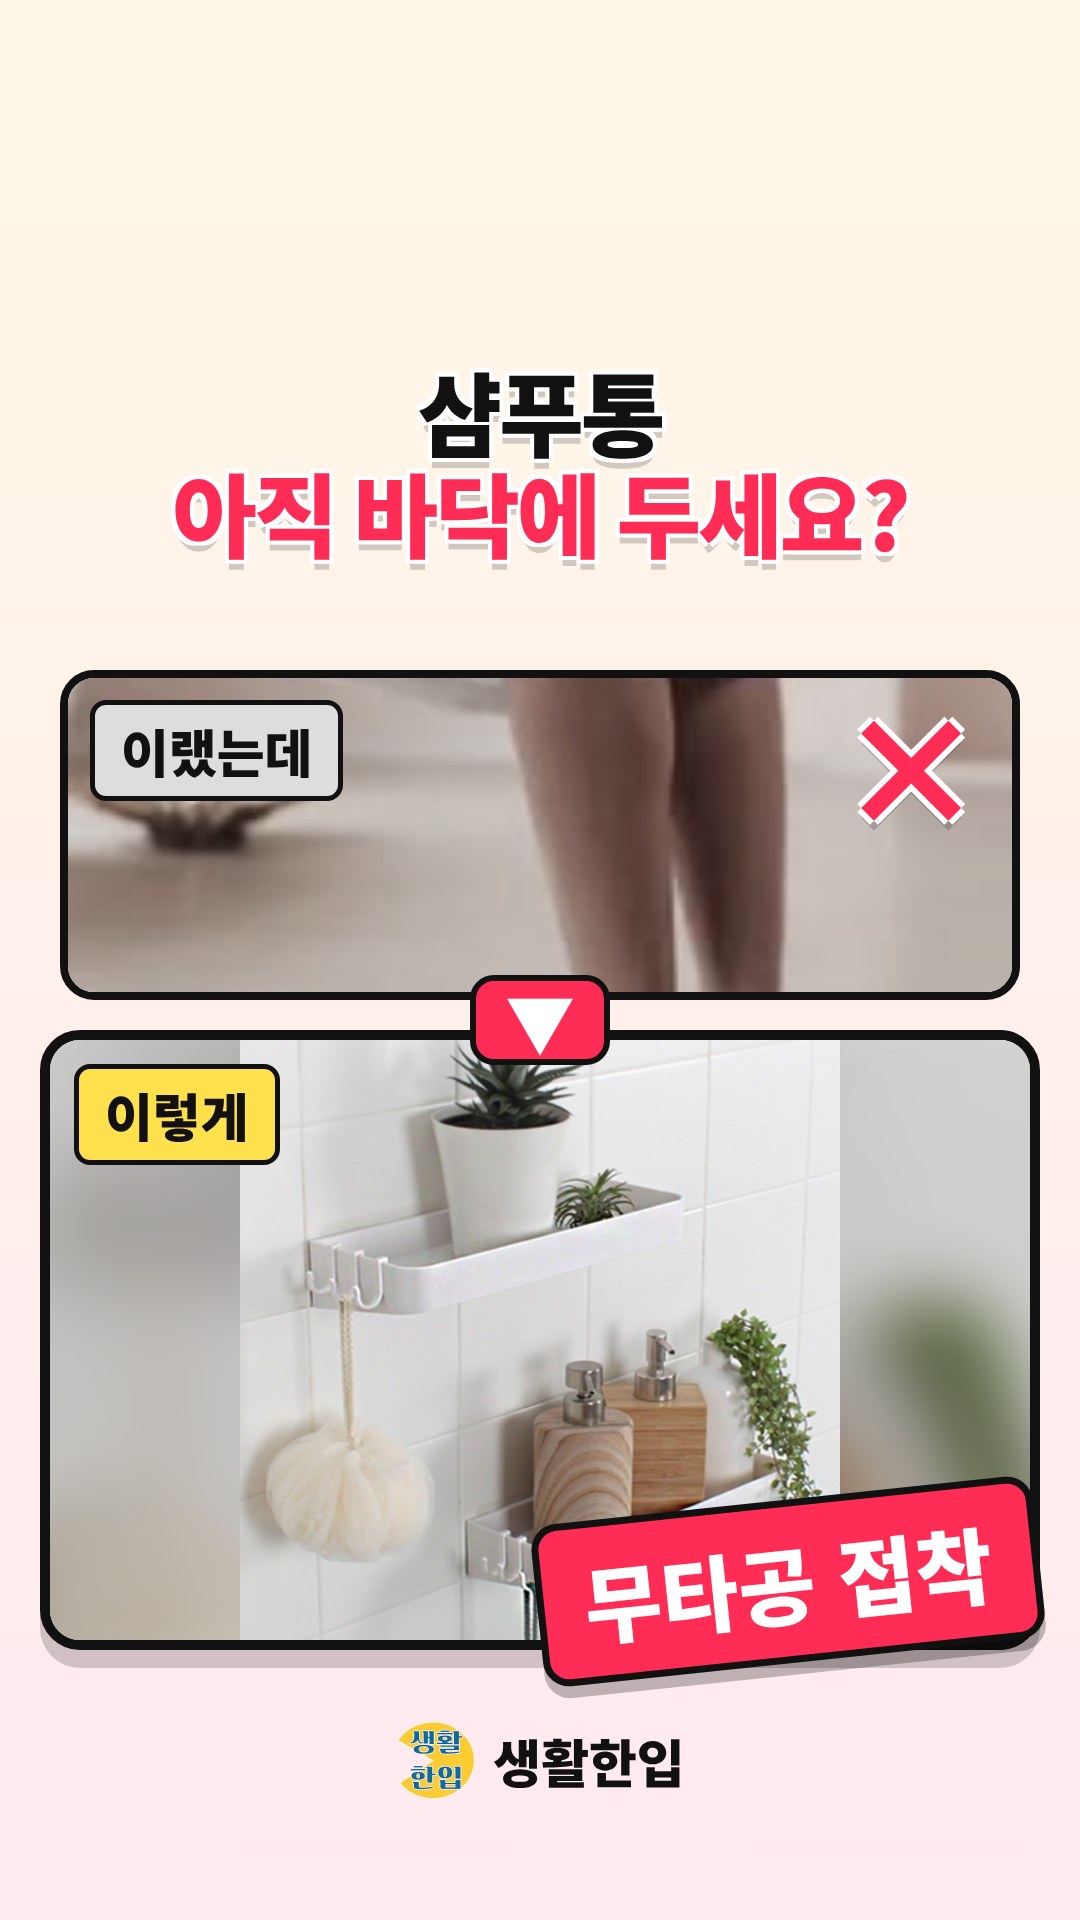 샴푸통
아직 바닥에 두세요?
이랬는데
이렇게
무타공 접착
생활
한입
생활한입